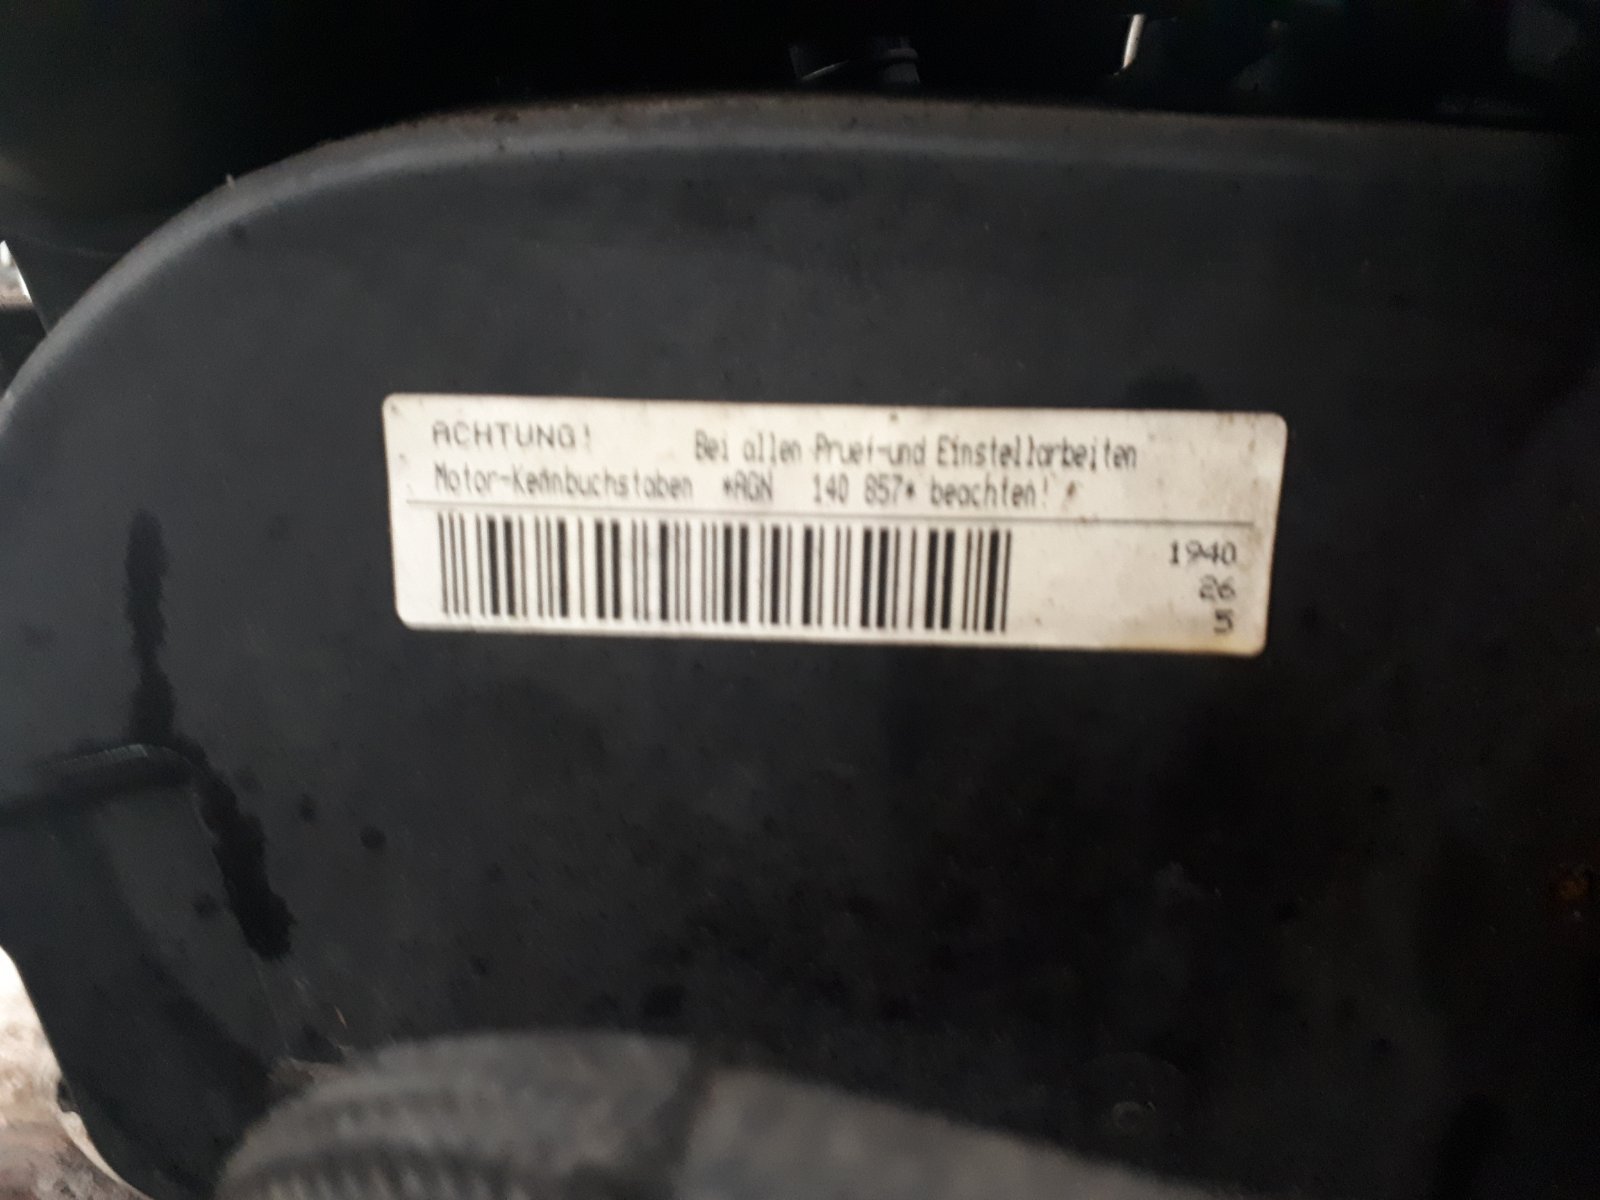 ACHTUNG! Bei allen Pruef-und Einstellarbeiten
Motor-Kennbuchstaben *AGN 140 857* beachten!
1940
26
5